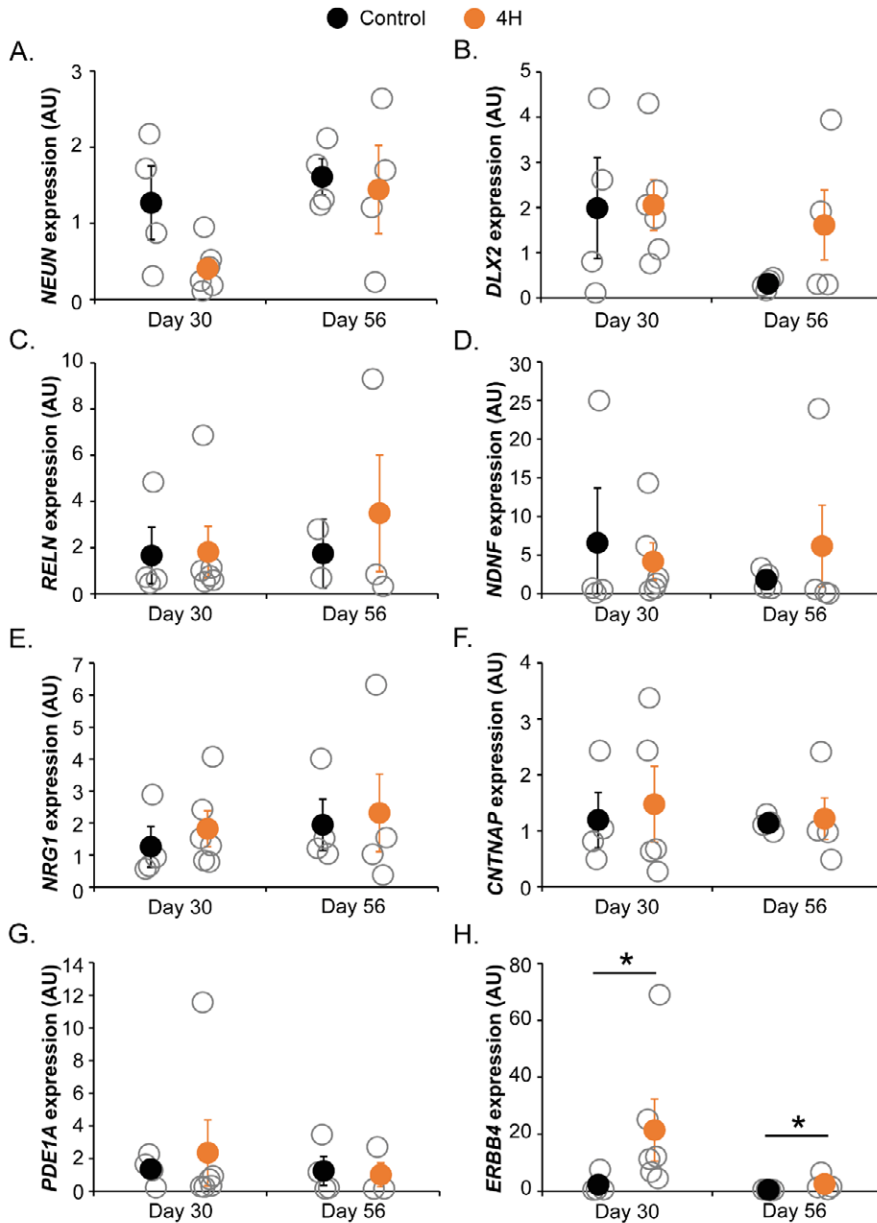 Control 4H
A. B.
NEUN expression (AU)
3
2
1
0
Day 30 Day 56
DLX2 expression (AU)
5
4
3
2
1
0
Day 30 Day 56
C. D.
RELN expression (AU)
10
8
6
4
2
0
Day 30 Day 56
NDNF expression (AU)
30
25
20
15
10
5
0
Day 30 Day 56
E. F.
NRG1 expression (AU)
7
6
5
4
3
2
1
0
Day 30 Day 56
CNTNAP expression (AU)
4
3
2
1
0
Day 30 Day 56
G. H.
PDE1A expression (AU)
14
12
10
8
6
4
2
0
Day 30 Day 56
ERBB4 expression (AU)
80
60
40
20
0
*
*
Day 30 Day 56